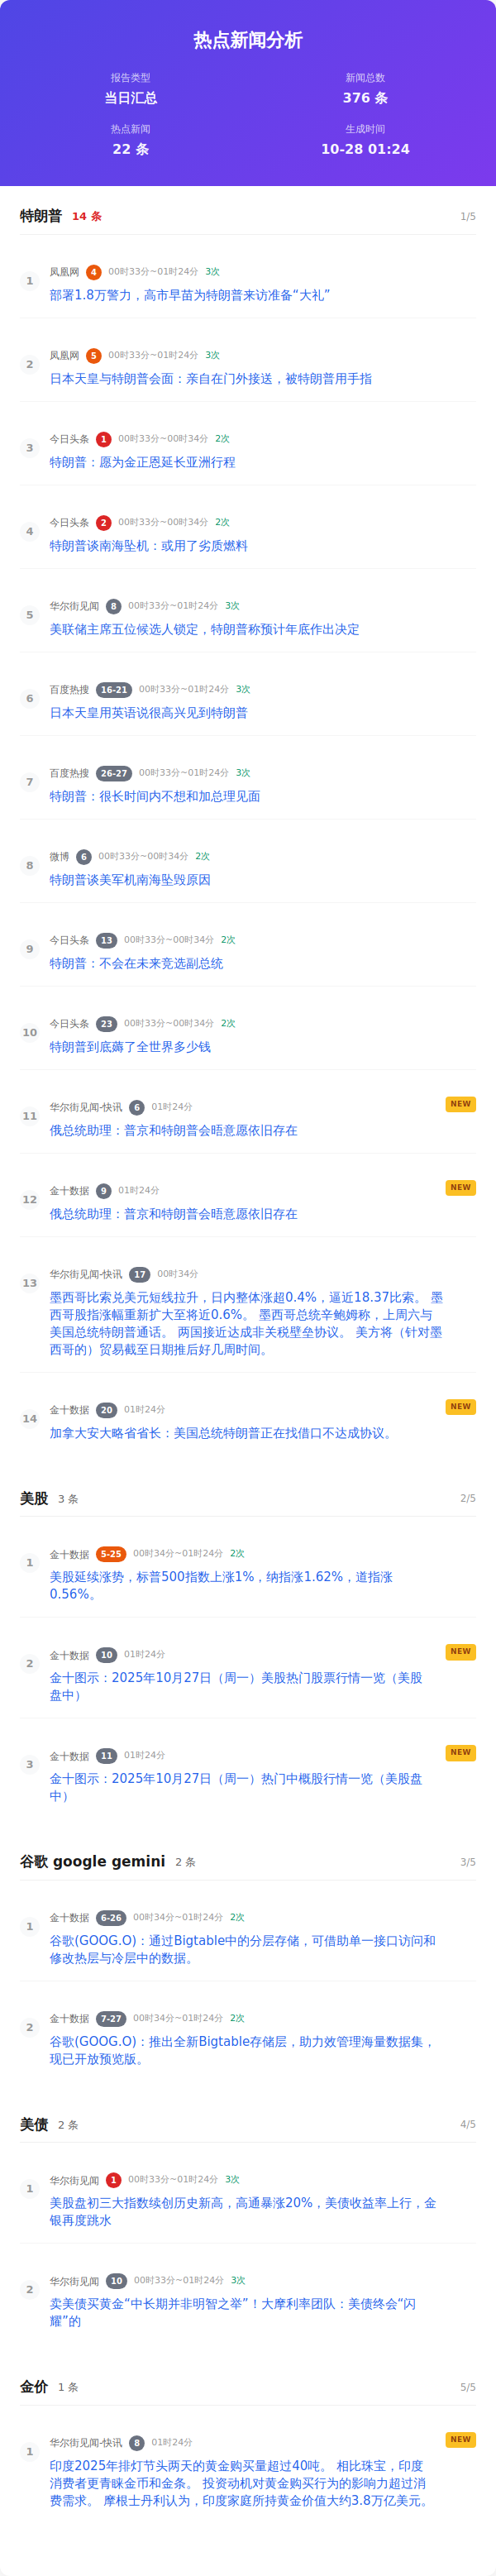 热点新闻分析
报告类型
新闻总数
当日汇总
376 条
热点新闻
生成时间
22 条
10-28 01:24
特朗普 14 条 1/5
1
凤凰网 4 00时33分~01时24分 3次
部署1.8万警力，高市早苗为特朗普来访准备“大礼”
2
凤凰网 5 00时33分~01时24分 3次
日本天皇与特朗普会面：亲自在门外接送，被特朗普用手指
3
今日头条 1 00时33分~00时34分 2次
特朗普：愿为金正恩延长亚洲行程
4
今日头条 2 00时33分~00时34分 2次
特朗普谈南海坠机：或用了劣质燃料
5
华尔街见闻 8 00时33分~01时24分 3次
美联储主席五位候选人锁定，特朗普称预计年底作出决定
6
百度热搜 16-21 00时33分~01时24分 3次
日本天皇用英语说很高兴见到特朗普
7
百度热搜 26-27 00时33分~01时24分 3次
特朗普：很长时间内不想和加总理见面
8
微博 6 00时33分~00时34分 2次
特朗普谈美军机南海坠毁原因
9
今日头条 13 00时33分~00时34分 2次
特朗普：不会在未来竞选副总统
10
今日头条 23 00时33分~00时34分 2次
特朗普到底薅了全世界多少钱
11
华尔街见闻-快讯 6 01时24分 NEW
俄总统助理：普京和特朗普会晤意愿依旧存在
12
金十数据 9 01时24分 NEW
俄总统助理：普京和特朗普会晤意愿依旧存在
13
华尔街见闻-快讯 17 00时34分
墨西哥比索兑美元短线拉升，日内整体涨超0.4%，逼近18.37比索。 墨
西哥股指涨幅重新扩大至将近0.6%。 墨西哥总统辛鲍姆称，上周六与
美国总统特朗普通话。 两国接近达成非关税壁垒协议。 美方将（针对墨
西哥的）贸易截至日期推后好几周时间。
14
金十数据 20 01时24分 NEW
加拿大安大略省省长：美国总统特朗普正在找借口不达成协议。
美股 3 条 2/5
1
金十数据 5-25 00时34分~01时24分 2次
美股延续涨势，标普500指数上涨1%，纳指涨1.62%，道指涨
0.56%。
2
金十数据 10 01时24分 NEW
金十图示：2025年10月27日（周一）美股热门股票行情一览（美股
盘中）
3
金十数据 11 01时24分 NEW
金十图示：2025年10月27日（周一）热门中概股行情一览（美股盘
中）
谷歌 google gemini 2 条 3/5
1
金十数据 6-26 00时34分~01时24分 2次
谷歌(GOOG.O)：通过Bigtable中的分层存储，可借助单一接口访问和
修改热层与冷层中的数据。
2
金十数据 7-27 00时34分~01时24分 2次
谷歌(GOOG.O)：推出全新Bigtable存储层，助力效管理海量数据集，
现已开放预览版。
美债 2 条 4/5
1
华尔街见闻 1 00时33分~01时24分 3次
美股盘初三大指数续创历史新高，高通暴涨20%，美债收益率上行，金
银再度跳水
2
华尔街见闻 10 00时33分~01时24分 3次
卖美债买黄金“中长期并非明智之举”！大摩利率团队：美债终会“闪
耀”的
金价 1 条 5/5
1
华尔街见闻-快讯 8 01时24分 NEW
印度2025年排灯节头两天的黄金购买量超过40吨。 相比珠宝，印度
消费者更青睐金币和金条。 投资动机对黄金购买行为的影响力超过消
费需求。 摩根士丹利认为，印度家庭所持黄金价值大约3.8万亿美元。